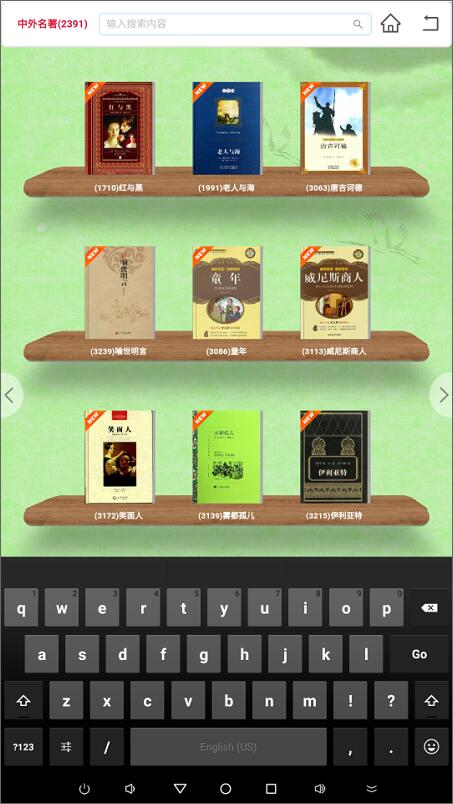 中外名著(2391)
输入搜索内容
NEW
红与黑
NEW
老人与海
NEW
唐吉诃德
(1710)红与黑
(1991)老人与海
(3063)唐吉诃德
NEW
喻世明言
NEW
童年
NEW
威尼斯商人
(3239)喻世明言
(3086)童年
(3113)威尼斯商人
NEW
笑面人
NEW
雾都孤儿
NEW
伊利亚特
(3172)笑面人
(3139)雾都孤儿
(3215)伊利亚特
1 2 3 4 5 6 7 8 9 0
q w e r t y u i o p
a s d f g h j k l Go
z x c v b n m ! ?
?123 / English (US) , .